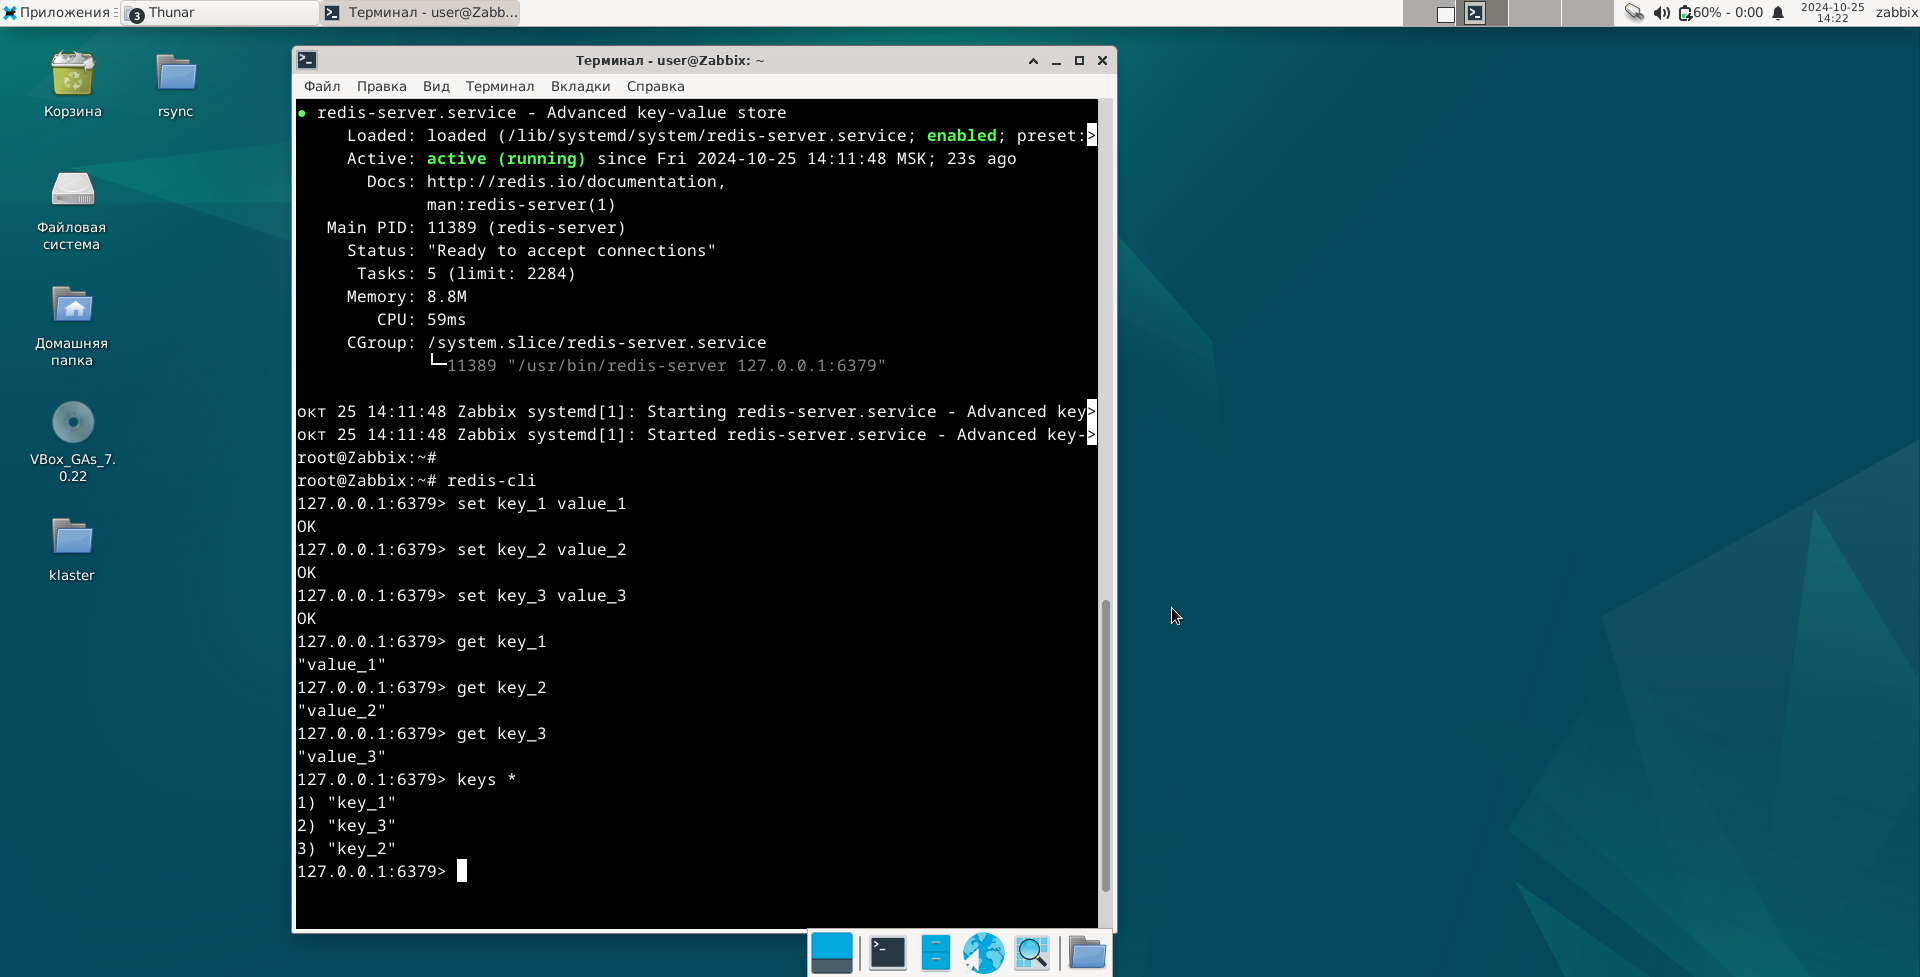 Приложения
3 Thunar
Терминал - user@Zabb...
60% - 0:00
2024-10-25
14:22
zabbix
Корзина
rsync
Файловая
система
Домашняя
папка
VBox_GAs_7.
0.22
klaster
Терминал - user@Zabbix: ~
Файл Правка Вид Терминал Вкладки Справка
● redis-server.service - Advanced key-value store
Loaded: loaded (/lib/systemd/system/redis-server.service; enabled; preset:>
Active: active (running) since Fri 2024-10-25 14:11:48 MSK; 23s ago
Docs: http://redis.io/documentation,
man:redis-server(1)
Main PID: 11389 (redis-server)
Status: "Ready to accept connections"
Tasks: 5 (limit: 2284)
Memory: 8.8M
CPU: 59ms
CGroup: /system.slice/redis-server.service
└─11389 "/usr/bin/redis-server 127.0.0.1:6379"
окт 25 14:11:48 Zabbix systemd[1]: Starting redis-server.service - Advanced key>
окт 25 14:11:48 Zabbix systemd[1]: Started redis-server.service - Advanced key->
root@Zabbix:~#
root@Zabbix:~# redis-cli
127.0.0.1:6379> set key_1 value_1
OK
127.0.0.1:6379> set key_2 value_2
OK
127.0.0.1:6379> set key_3 value_3
OK
127.0.0.1:6379> get key_1
"value_1"
127.0.0.1:6379> get key_2
"value_2"
127.0.0.1:6379> get key_3
"value_3"
127.0.0.1:6379> keys *
1) "key_1"
2) "key_3"
3) "key_2"
127.0.0.1:6379>